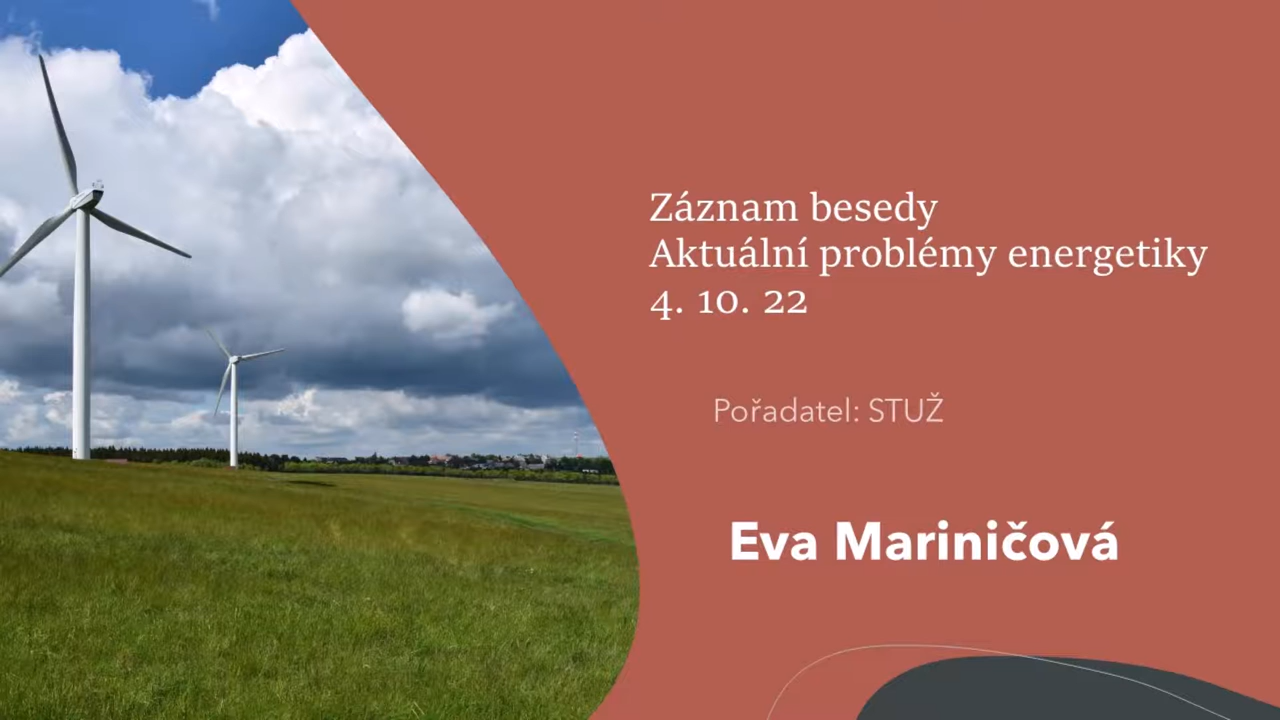 Záznam besedy
Aktuální problémy energetiky
4. 10. 22
Pořadatel: STUŽ
Eva Mariničová